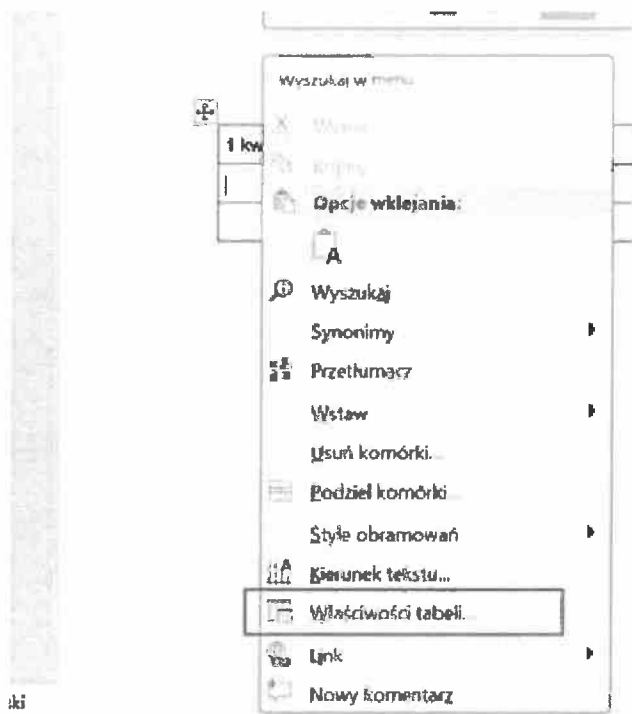 Wyszukaj w menu
1 kw
Kopiuj
Opcje wklejania:
A
Wyszukaj
Synonimy
Przetłumacz
Wstaw
Usuń komórki...
Podziel komórki...
Style obramowań
Kierunek tekstu...
Właściwości tabeli...
Link
Nowy komentarz
ki